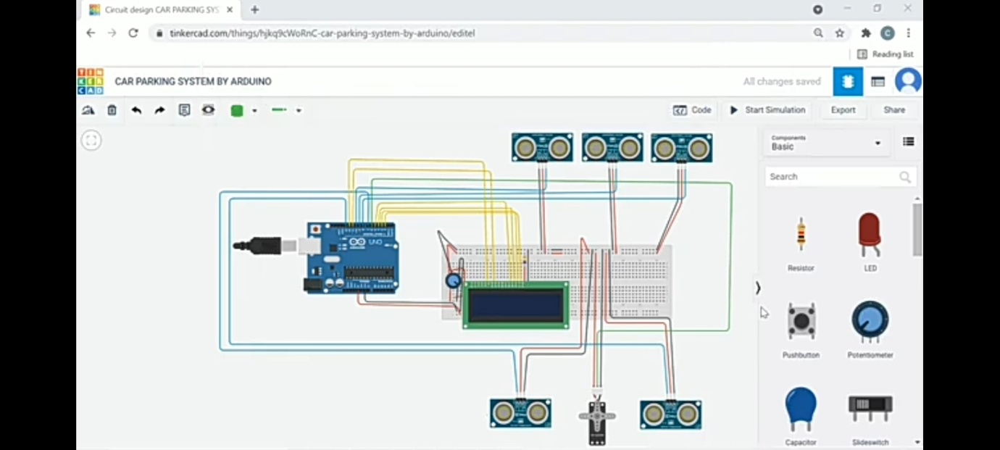 Circuit design CAR PARKING SYS
tinkercad.com/things/hjkq9cWoRnC-car-parking-system-by-arduino/editel
Reading list
TIN
KER
CAD
CAR PARKING SYSTEM BY ARDUINO
All changes saved
Code
Start Simulation
Export
Share
Components
Basic
Search
UNO
Resistor
LED
Pushbutton
Potentiometer
Capacitor
Slideswitch